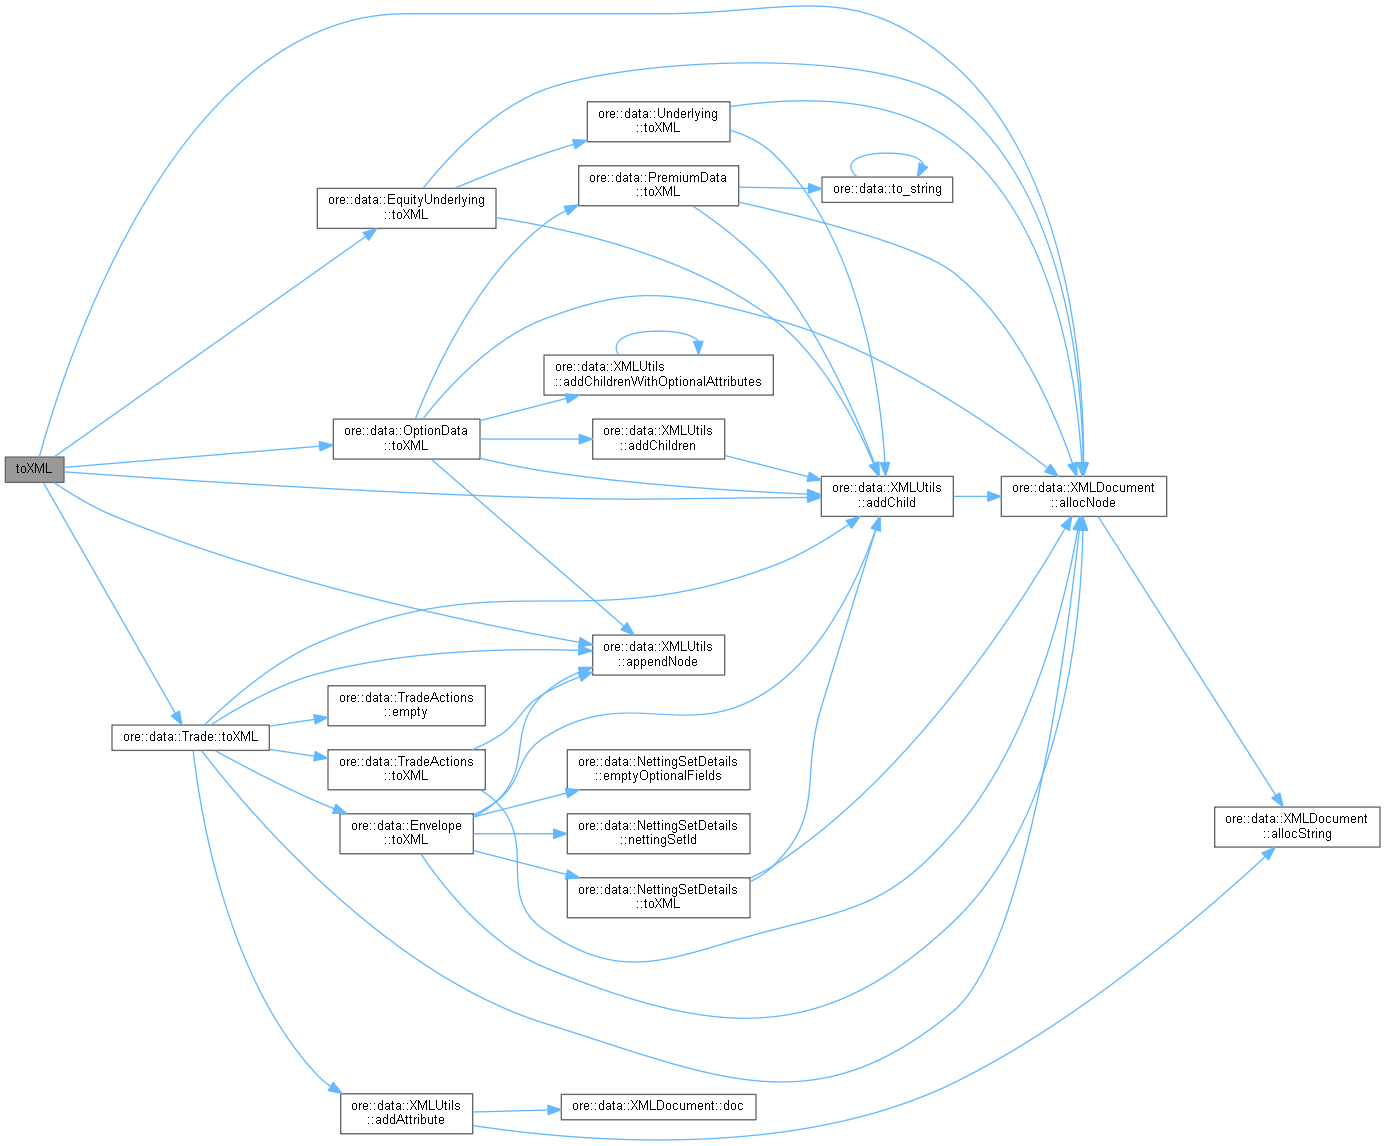 ore::data::Underlying
::toXML
ore::data::PremiumData
::toXML
ore::data::to_string
ore::data::EquityUnderlying
::toXML
ore::data::XMLUtils
::addChildrenWithOptionalAttributes
ore::data::OptionData
::toXML
ore::data::XMLUtils
::addChildren
toXML
ore::data::XMLUtils
::addChild
ore::data::XMLDocument
::allocNode
ore::data::XMLUtils
::appendNode
ore::data::TradeActions
::empty
ore::data::Trade::toXML
ore::data::TradeActions
::toXML
ore::data::NettingSetDetails
::emptyOptionalFields
ore::data::Envelope
::toXML
ore::data::NettingSetDetails
::nettingSetId
ore::data::XMLDocument
::allocString
ore::data::NettingSetDetails
::toXML
ore::data::XMLUtils
::addAttribute
ore::data::XMLDocument::doc